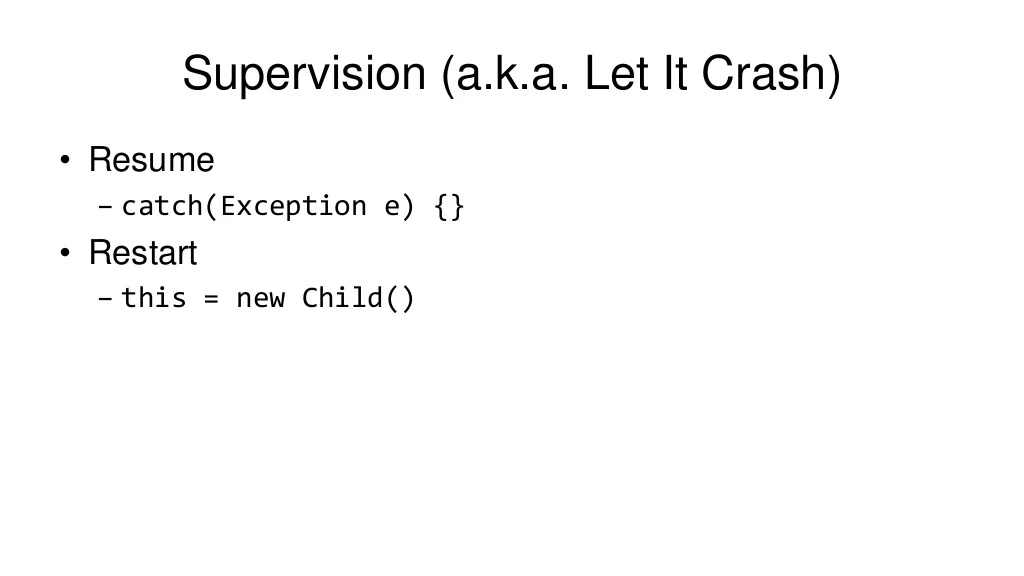 Supervision (a.k.a. Let It Crash)
• Resume
– catch(Exception e) {}
• Restart
– this = new Child()